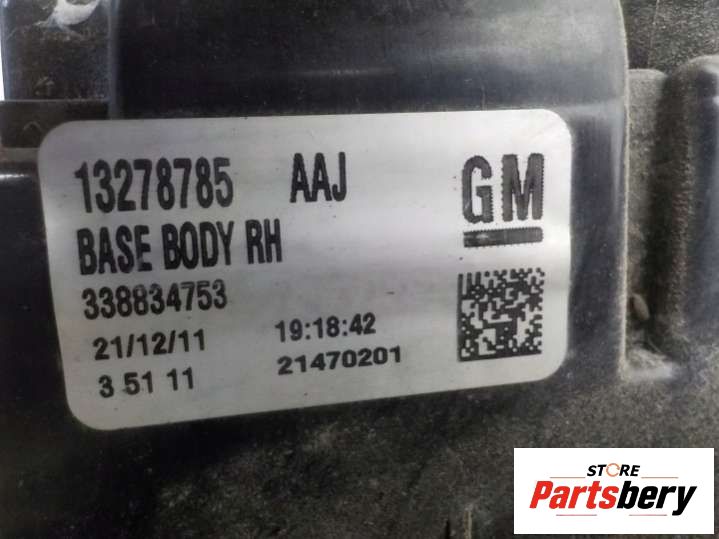 13278785 AAJ GM
BASE BODY RH
338834753
21/12/11 19:18:42
3 51 11 21470201
STORE
Partsbery